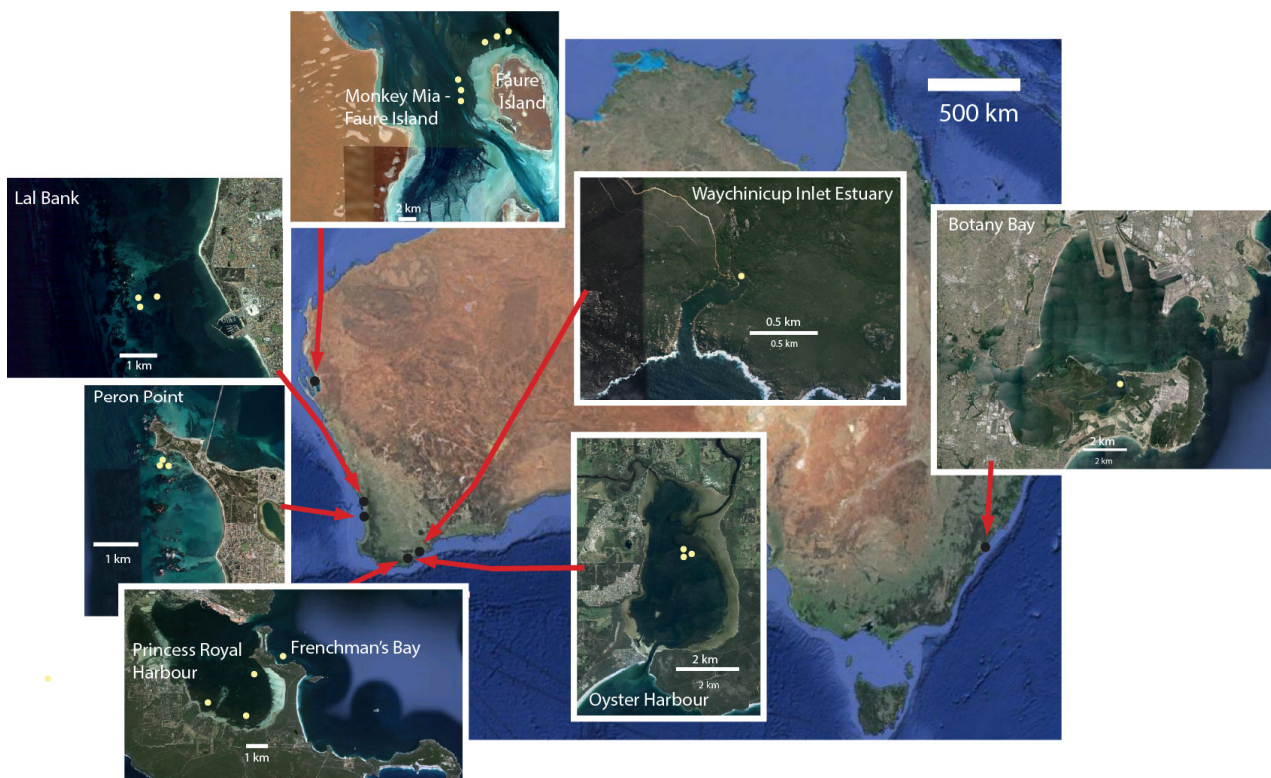 Monkey Mia -
Faure Island
Faure
Island
2 km
500 km
Lal Bank
1 km
Waychinicup Inlet Estuary
0.5 km
0.5 km
Botany Bay
2 km
2 km
Peron Point
1 km
Princess Royal
Harbour
Frenchman's Bay
1 km
2 km
2 km
Oyster Harbour